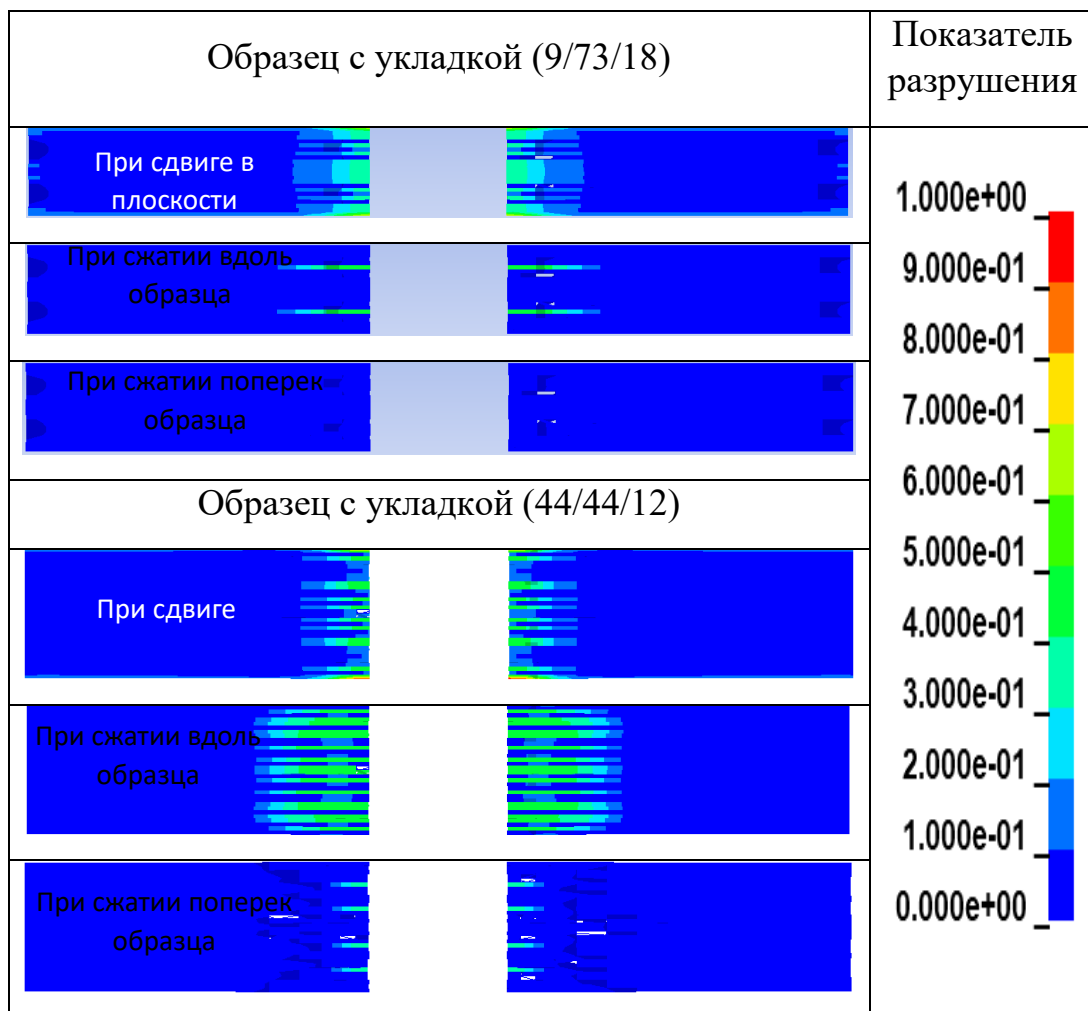 Образец с укладкой (9/73/18)
Показатель
разрушения
При сдвиге в
плоскости
При сжатии вдоль
образца
При сжатии поперек
образца
Образец с укладкой (44/44/12)
При сдвиге
При сжатии вдоль
образца
При сжатии поперек
образца
1.000e+00
9.000e-01
8.000e-01
7.000e-01
6.000e-01
5.000e-01
4.000e-01
3.000e-01
2.000e-01
1.000e-01
0.000e+00